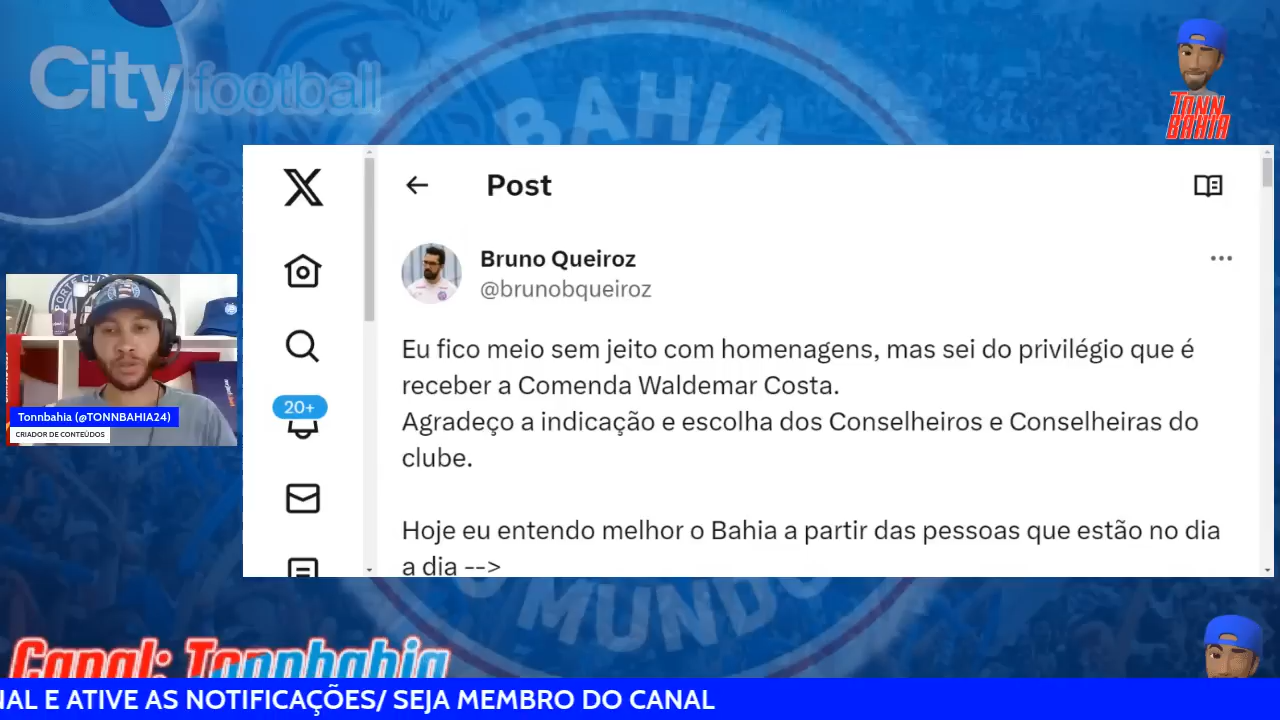 City football
BAHIA
TONN
BAHIA
Post
Bruno Queiroz
@brunobqueiroz
Eu fico meio sem jeito com homenagens, mas sei do privilégio que é
receber a Comenda Waldemar Costa.
Agradeço a indicação e escolha dos Conselheiros e Conselheiras do
clube.
Hoje eu entendo melhor o Bahia a partir das pessoas que estão no dia
a dia -->
20+
Tonnbahia (@TONNBAHIA24)
CRIADOR DE CONTEÚDOS
O MUNDO
Canal: Tonnbahia
NAL E ATIVE AS NOTIFICAÇÕES/ SEJA MEMBRO DO CANAL